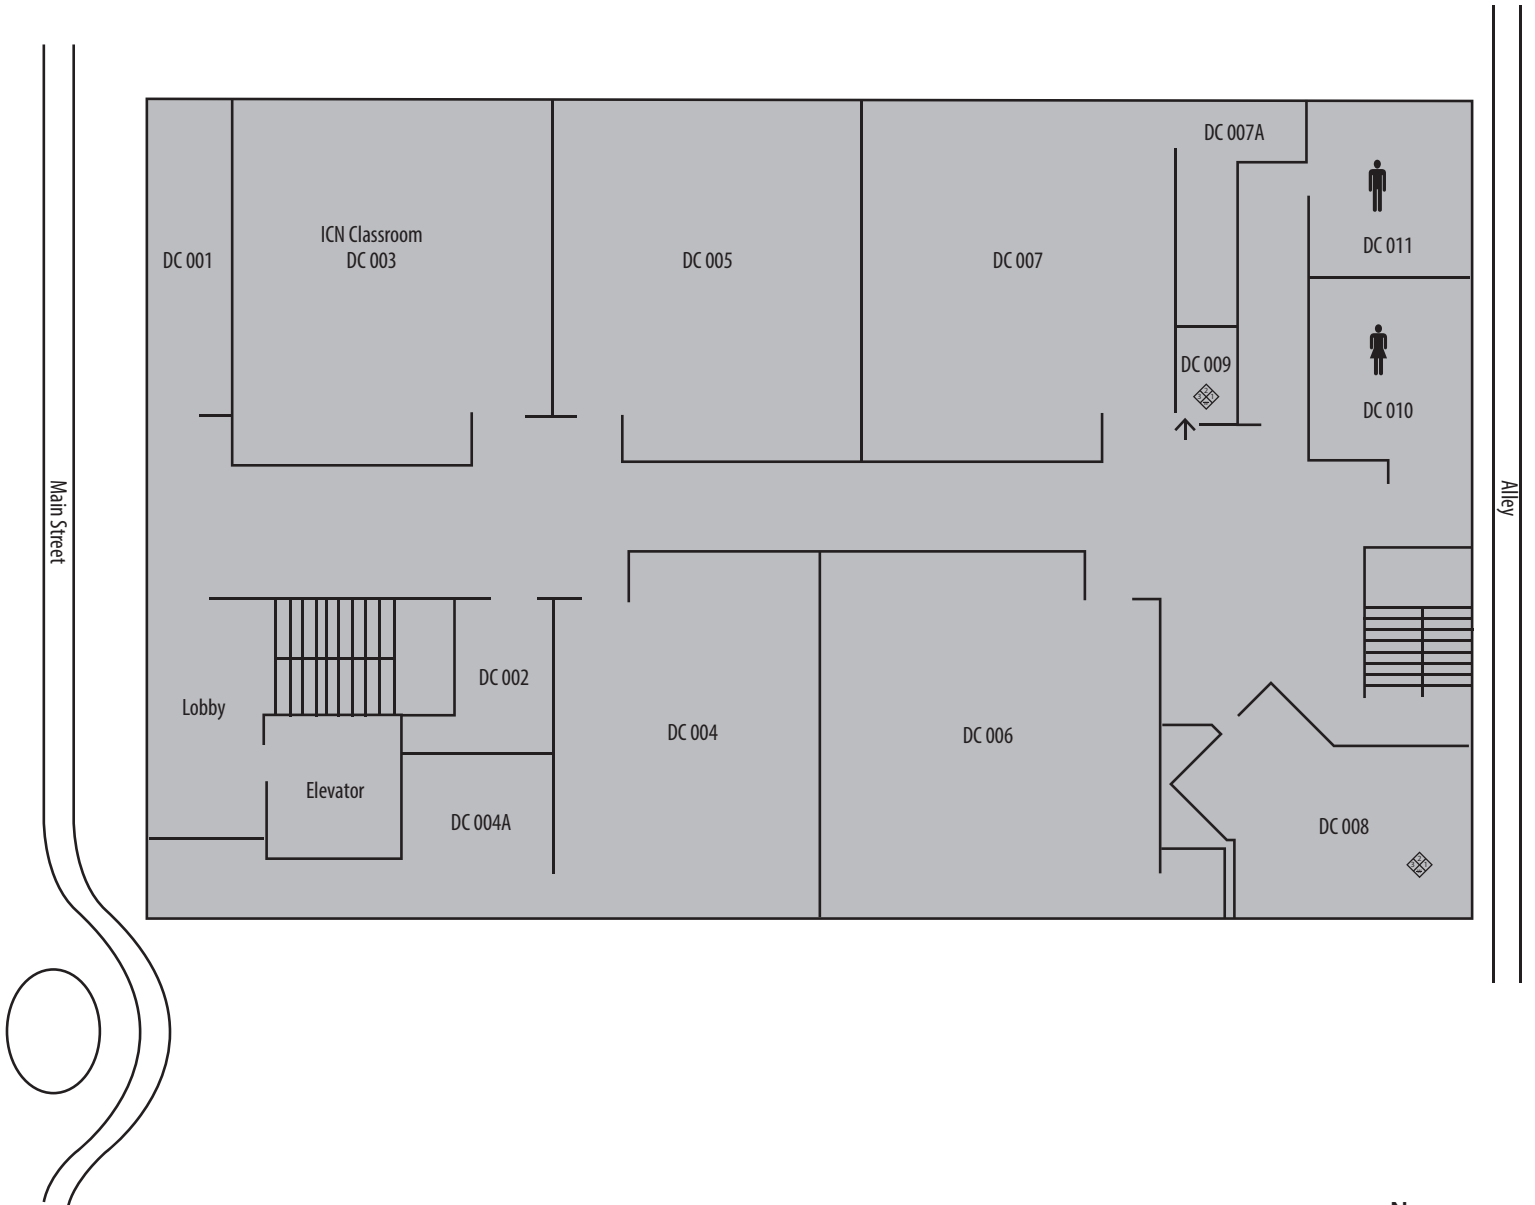 DC 007A
ICN Classroom
DC 003
DC 001
DC 005
DC 007
DC 011
DC 009
DC 010
Main Street
Alley
DC 002
Lobby
DC 004
DC 006
Elevator
DC 004A
DC 008
N